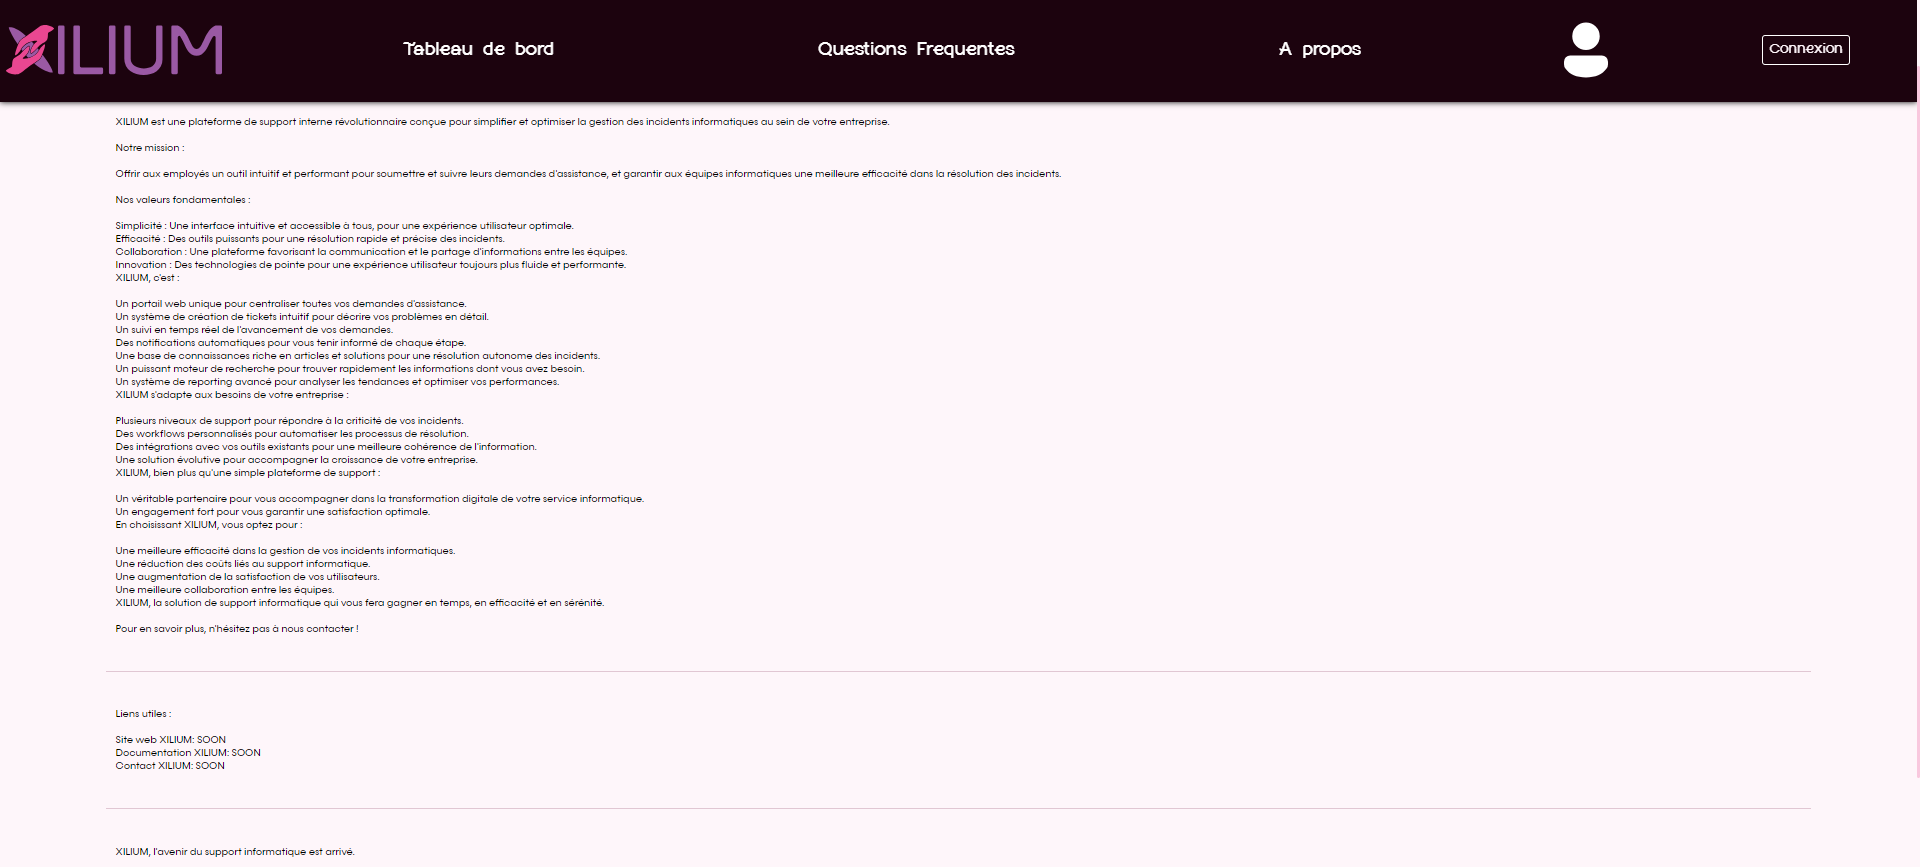 XILIUM
Tableau de bord
Questions Frequentes
A propos
Connexion
XILIUM est une plateforme de support interne révolutionnaire conçue pour simplifier et optimiser la gestion des incidents informatiques au sein de votre entreprise.
Notre mission :
Offrir aux employés un outil intuitif et performant pour soumettre et suivre leurs demandes d'assistance, et garantir aux équipes informatiques une meilleure efficacité dans la résolution des incidents.
Nos valeurs fondamentales :
Simplicité : Une interface intuitive et accessible à tous, pour une expérience utilisateur optimale.
Efficacité : Des outils puissants pour une résolution rapide et précise des incidents.
Collaboration : Une plateforme favorisant la communication et le partage d'informations entre les équipes.
Innovation : Des technologies de pointe pour une expérience utilisateur toujours plus fluide et performante.
XILIUM, c'est :
Un portail web unique pour centraliser toutes vos demandes d'assistance.
Un système de création de tickets intuitif pour décrire vos problèmes en détail.
Un suivi en temps réel de l'avancement de vos demandes.
Des notifications automatiques pour vous tenir informé de chaque étape.
Une base de connaissances riche en articles et solutions pour une résolution autonome des incidents.
Un puissant moteur de recherche pour trouver rapidement les informations dont vous avez besoin.
Un système de reporting avancé pour analyser les tendances et optimiser vos performances.
XILIUM s'adapte aux besoins de votre entreprise :
Plusieurs niveaux de support pour répondre à la criticité de vos incidents.
Des workflows personnalisés pour automatiser les processus de résolution.
Des intégrations avec vos outils existants pour une meilleure cohérence de l'information.
Une solution évolutive pour accompagner la croissance de votre entreprise.
XILIUM, bien plus qu'une simple plateforme de support :
Un véritable partenaire pour vous accompagner dans la transformation digitale de votre service informatique.
Un engagement fort pour vous garantir une satisfaction optimale.
En choisissant XILIUM, vous optez pour :
Une meilleure efficacité dans la gestion de vos incidents informatiques.
Une réduction des coûts liés au support informatique.
Une augmentation de la satisfaction de vos utilisateurs.
Une meilleure collaboration entre les équipes.
XILIUM, la solution de support informatique qui vous fera gagner en temps, en efficacité et en sérénité.
Pour en savoir plus, n'hésitez pas à nous contacter !
Liens utiles :
Site web XILIUM: SOON
Documentation XILIUM: SOON
Contact XILIUM: SOON
XILIUM, l'avenir du support informatique est arrivé.